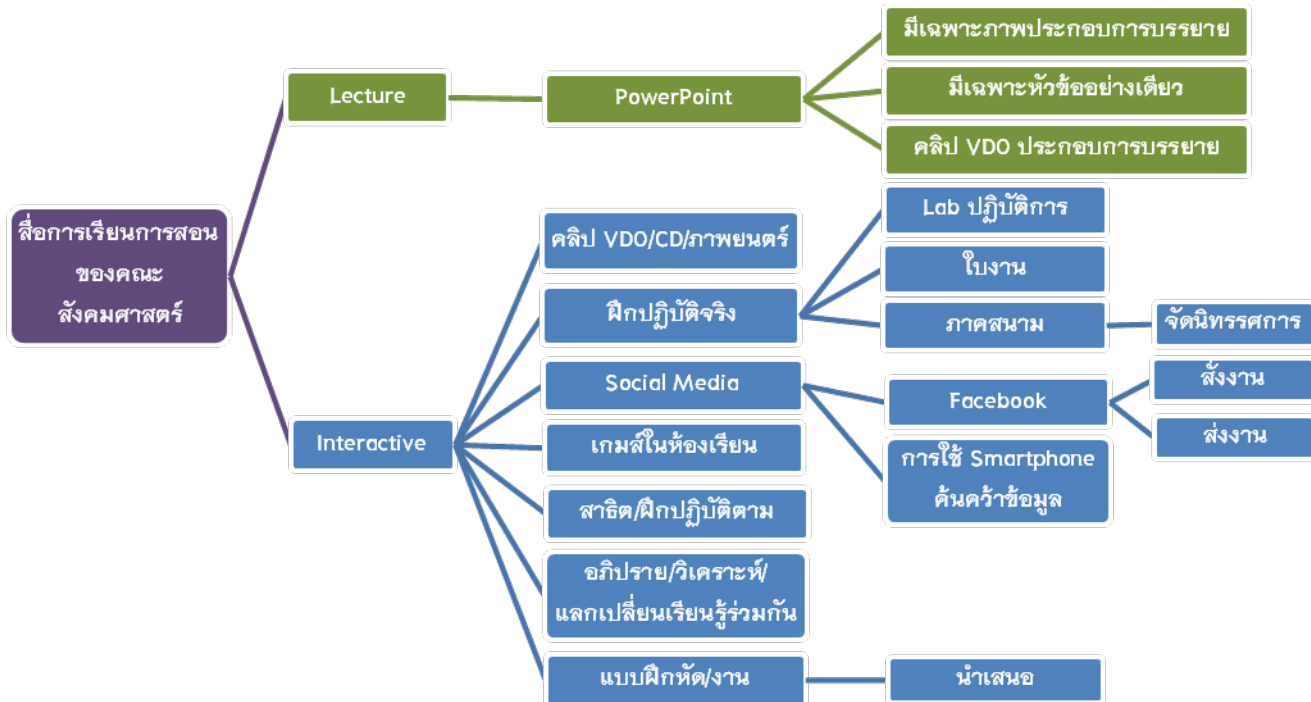 สื่อการเรียนการสอน
ของคณะ
สังคมศาสตร์
Lecture
PowerPoint
มีเฉพาะภาพประกอบการบรรยาย
มีเฉพาะหัวข้ออย่างเดียว
คลิป VDO ประกอบการบรรยาย
Interactive
คลิป VDO/CD/ภาพยนตร์
ฝึกปฏิบัติจริง
Lab ปฏิบัติการ
ใบงาน
ภาคสนาม
จัดนิทรรศการ
Social Media
Facebook
สั่งงาน
ส่งงาน
การใช้ Smartphone
ค้นคว้าข้อมูล
เกมส์ในห้องเรียน
สาธิต/ฝึกปฏิบัติตาม
อภิปราย/วิเคราะห์/
แลกเปลี่ยนเรียนรู้ร่วมกัน
แบบฝึกหัด/งาน
นำเสนอ